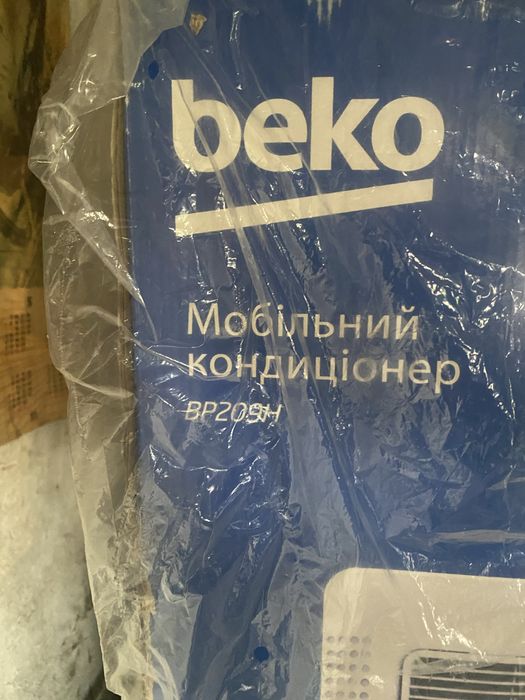 beko
Мобільний
кондиціонер
BP209H